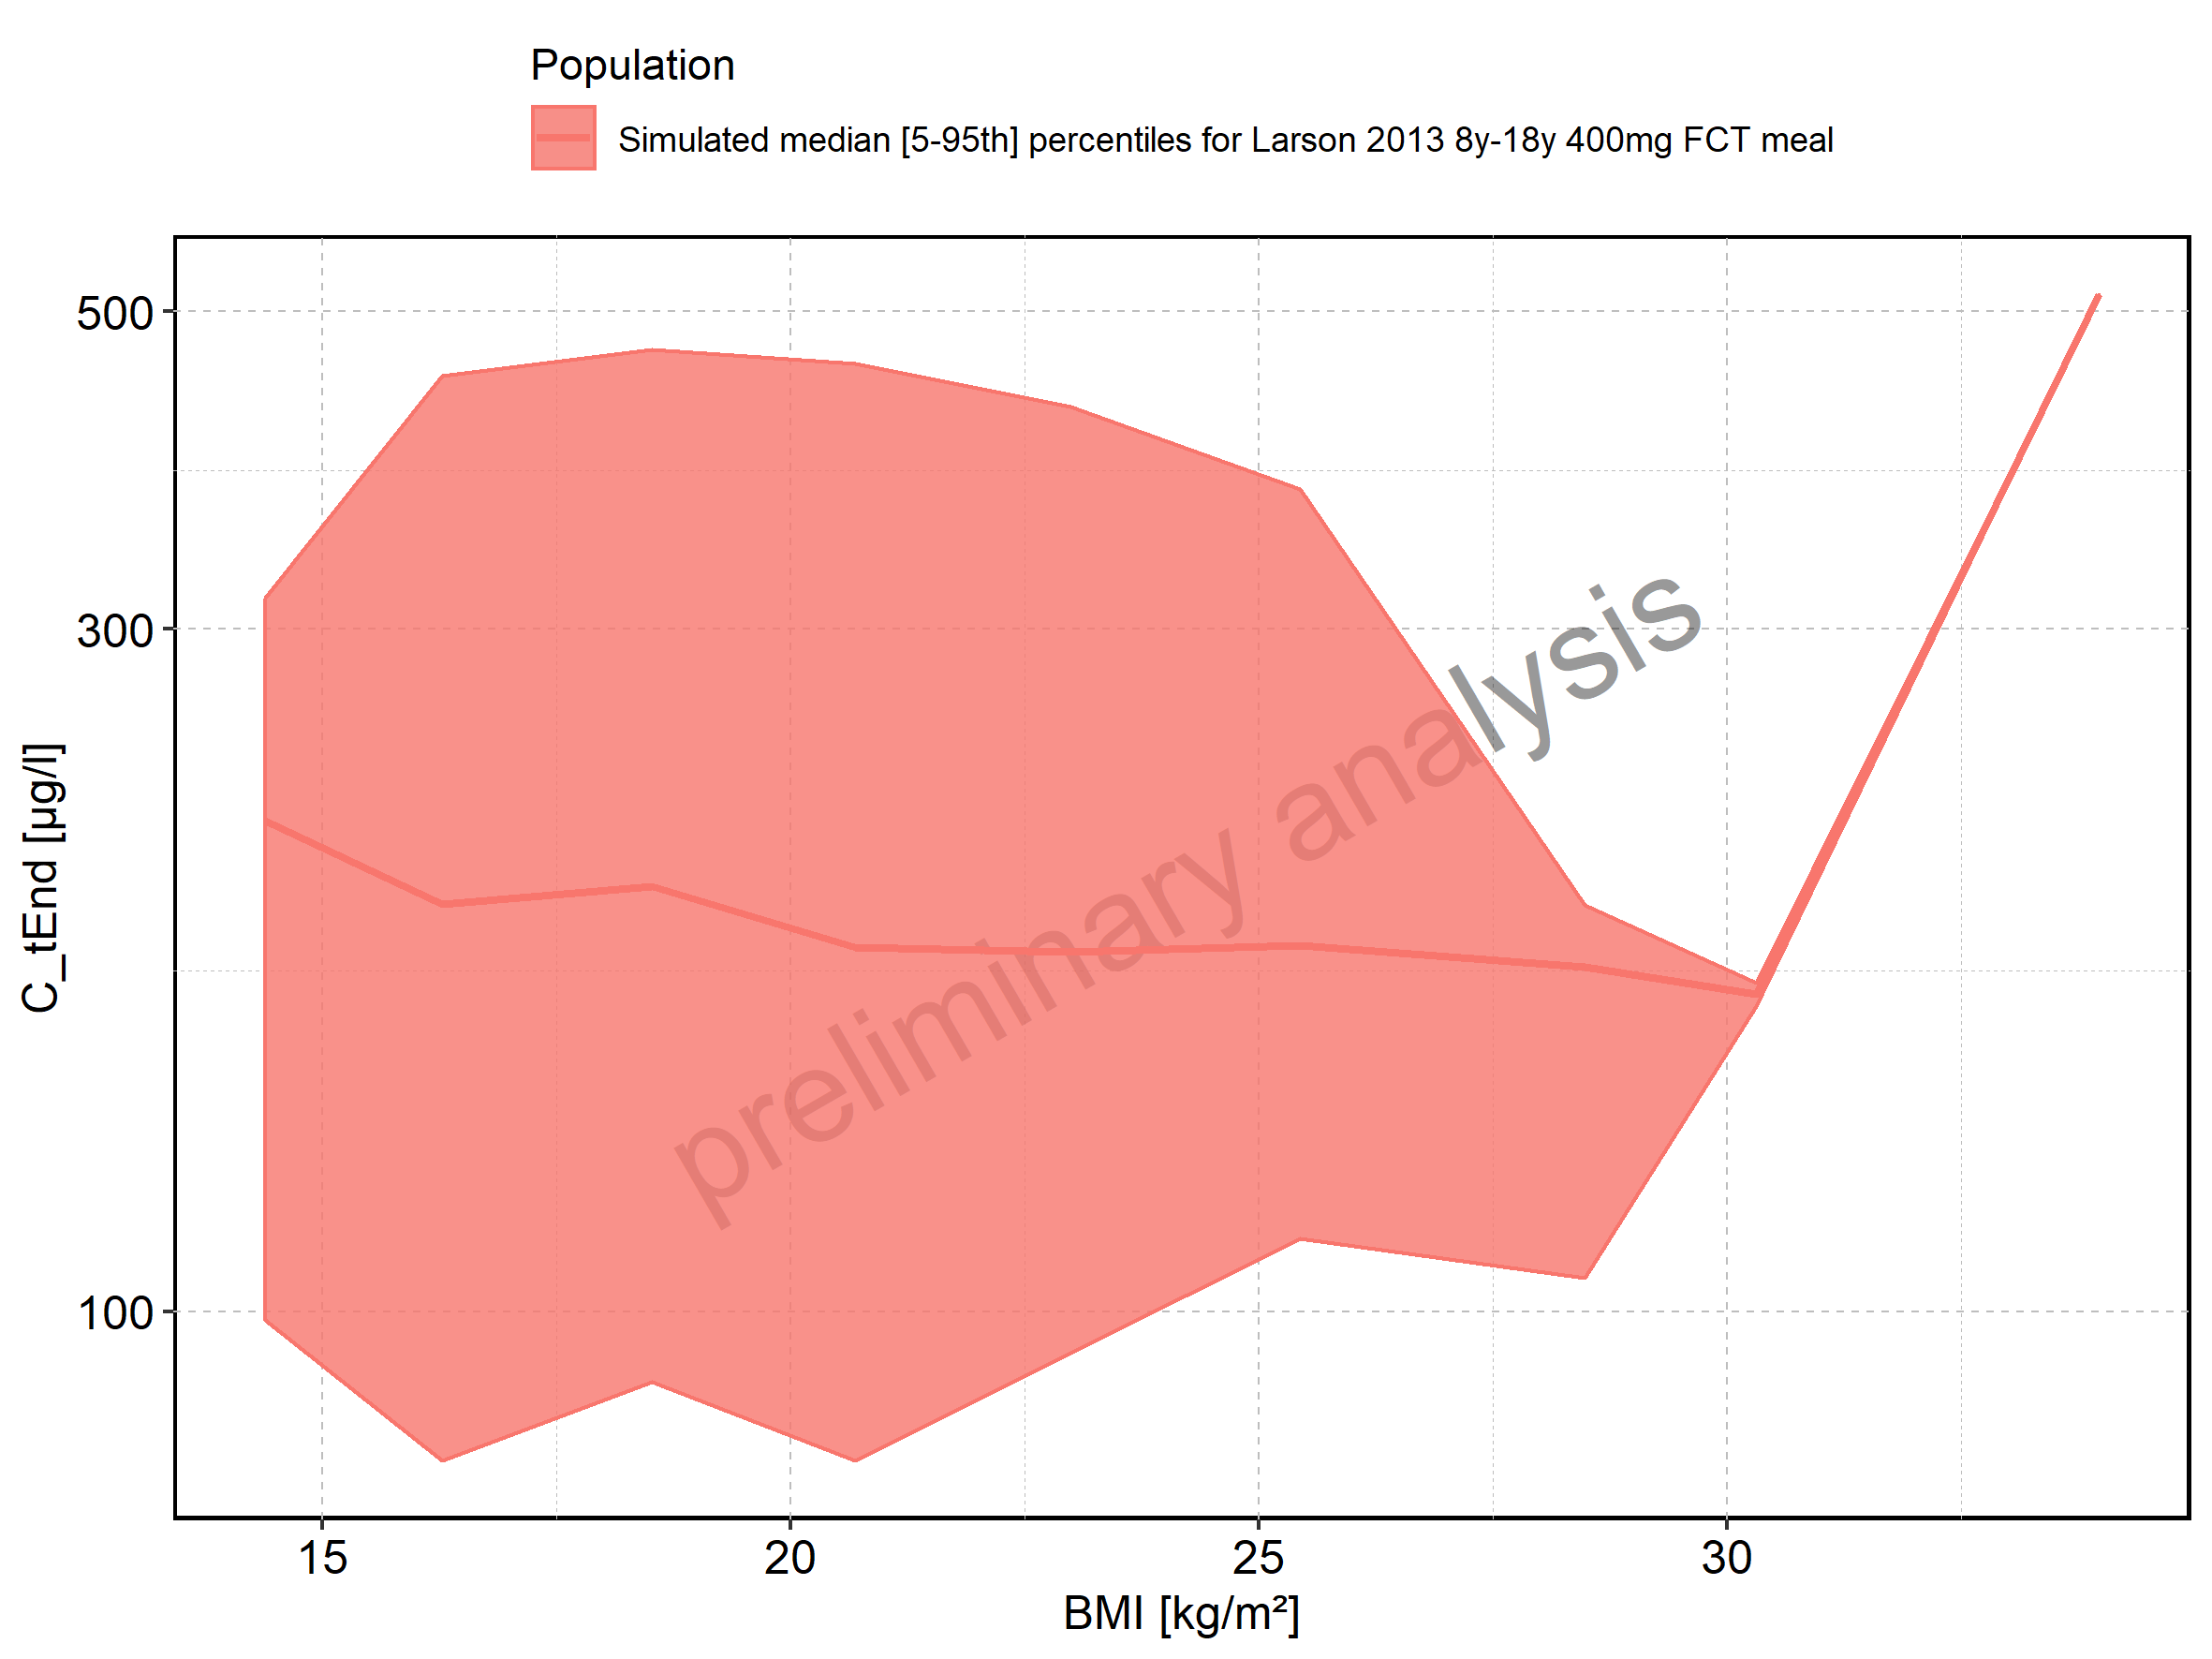 Population
Simulated median [5-95th] percentiles for Larson 2013 8y-18y 400mg FCT meal
500
300
100
C_tEnd [µg/l]
preliminary analysis
15 20 25 30
BMI [kg/m²]